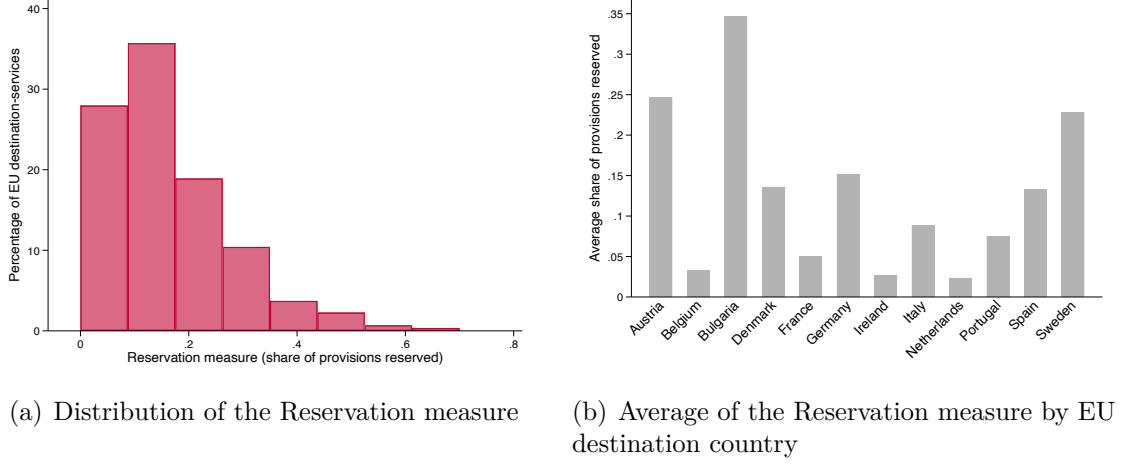 Percentage of EU destination-services
40
30
20
10
0
0 .2 .4 .6 .8
Reservation measure (share of provisions reserved)
(a) Distribution of the Reservation measure
Average share of provisions reserved
.35
.3
.25
.2
.15
.1
.05
0
Austria
Belgium
Bulgaria
Denmark
France
Germany
Ireland
Italy
Netherlands
Portugal
Spain
Sweden
(b) Average of the Reservation measure by EU
destination country